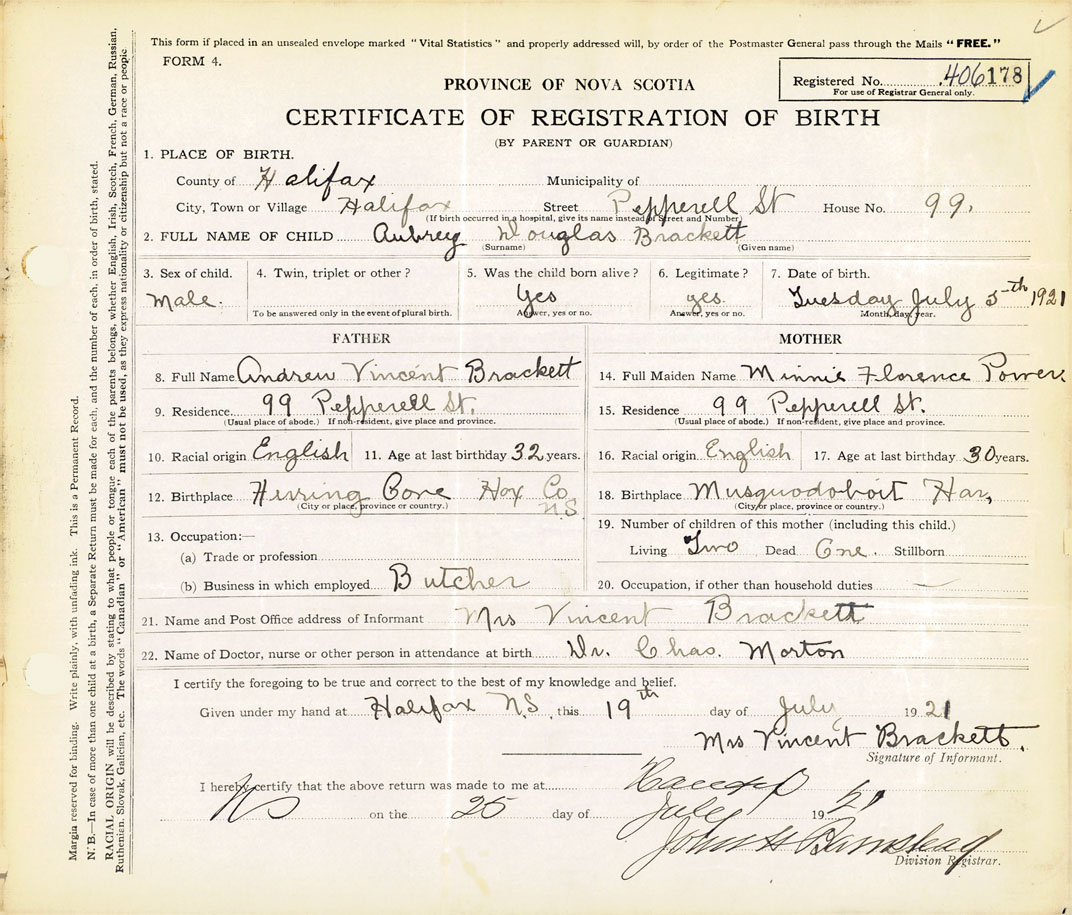 This form if placed in an unsealed envelope marked "Vital Statistics" and properly addressed will, by order of the Postmaster General pass through the Mails "FREE."
FORM 4.
Registered No. 406178
For use of Registrar General only.
PROVINCE OF NOVA SCOTIA
CERTIFICATE OF REGISTRATION OF BIRTH
(BY PARENT OR GUARDIAN)
1. PLACE OF BIRTH.
County of Halifax Municipality of
City, Town or Village Halifax Street Pepperell St House No. 99.
(If birth occurred in a hospital, give its name instead of Street and Number)
2. FULL NAME OF CHILD Aubrey Douglas Brackett
(Surname) (Given name)
3. Sex of child. 4. Twin, triplet or other? 5. Was the child born alive? 6. Legitimate? 7. Date of birth.
Male. Yes yes. Tuesday July 5th 1921
To be answered only in the event of plural birth. Answer, yes or no. Answer, yes or no. Month, day, year.
FATHER MOTHER
8. Full Name Andrew Vincent Brackett 14. Full Maiden Name Minnie Florence Power
9. Residence 99 Pepperell St. 15. Residence 99 Pepperell St.
(Usual place of abode.) If non-resident, give place and province. (Usual place of abode.) If non-resident, give place and province.
10. Racial origin English 11. Age at last birthday 32 years. 16. Racial origin English 17. Age at last birthday 30 years.
12. Birthplace Herring Cove Hfx Co N.S 18. Birthplace Musquodoboit Har,
(City or place, province or country.) (City or place, province or country.)
13. Occupation:— 19. Number of children of this mother (including this child.)
(a) Trade or profession Living Two Dead One. Stillborn
(b) Business in which employed Butcher 20. Occupation, if other than household duties —
21. Name and Post Office address of Informant Mrs Vincent Brackett
22. Name of Doctor, nurse or other person in attendance at birth Dr. Chas. Morton
I certify the foregoing to be true and correct to the best of my knowledge and belief.
Given under my hand at Halifax N.S, this 19th day of July 1921
Mrs Vincent Brackett.
Signature of Informant.
I hereby certify that the above return was made to me at Halifax
NS on the 25 day of July 1921
John H Barnstead
Division Registrar.
Margin reserved for binding. Write plainly, with unfading ink. This is a Permanent Record.
N.B.—In case of more than one child at a birth, a Separate Return must be made for each, and the number of each, in order of birth, stated.
RACIAL ORIGIN will be described by stating to what people or tongue each of the parents belongs, whether English, Irish, Scotch, French, German, Russian,
Ruthenian, Slovak, Galician, etc. The words "Canadian" or "American" must not be used, as they express nationality or citizenship but not a race or people